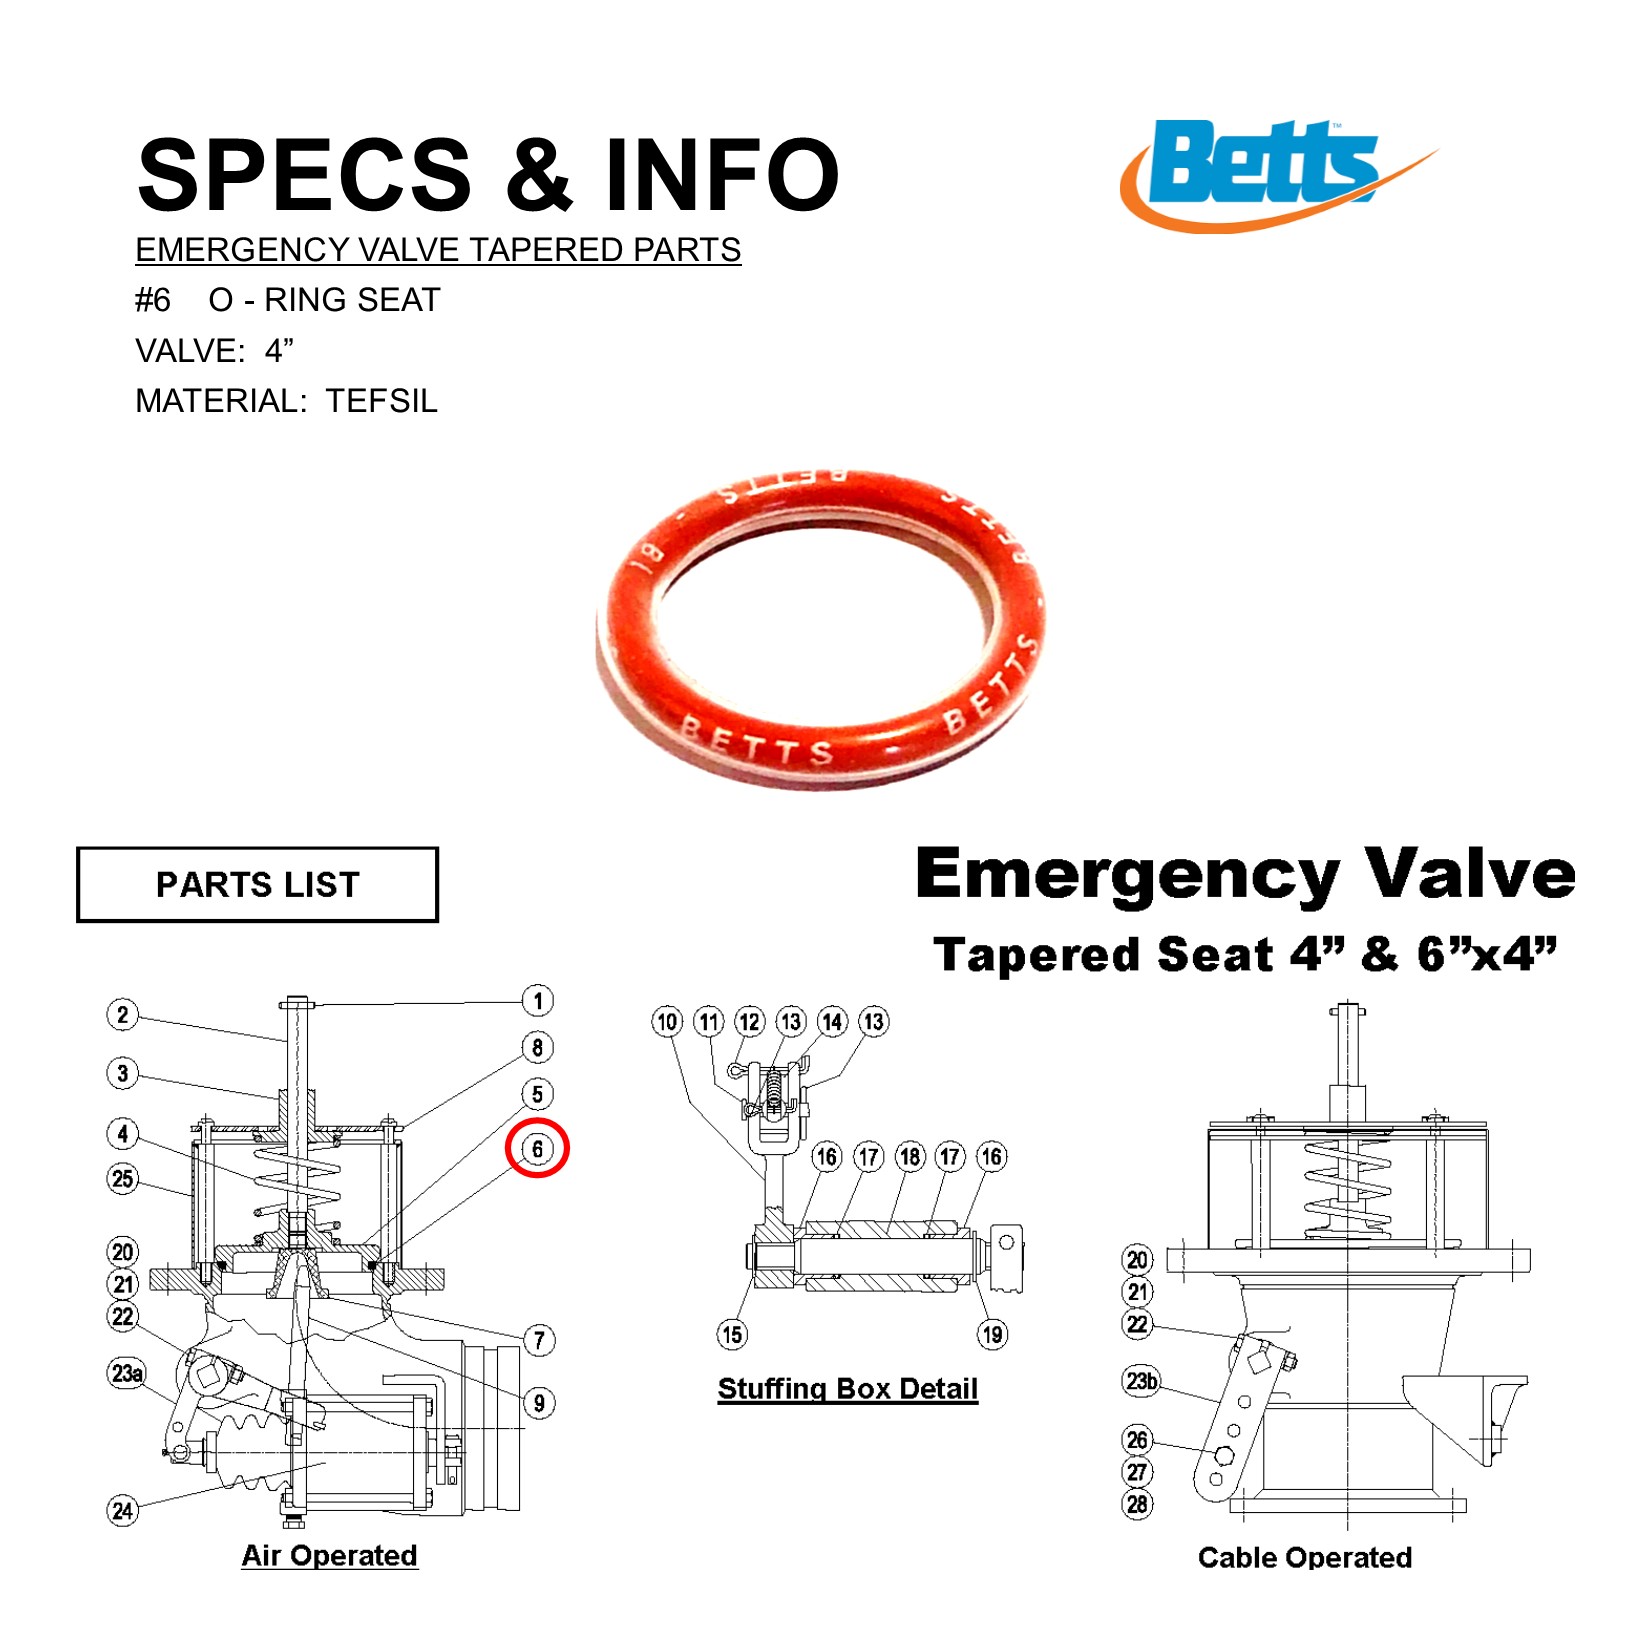 SPECS & INFO
Betts™
EMERGENCY VALVE TAPERED PARTS
#6 O - RING SEAT
VALVE: 4”
MATERIAL: TEFSIL
BETTS
BETTS
BETTS - BETTS
PARTS LIST
Emergency Valve
Tapered Seat 4” & 6”x4”
1
2
8
3
5
4
6
25
20
21
22
7
23a
9
24
Air Operated
10 11 12 13 14 13
16 17 18 17 16
15 19
Stuffing Box Detail
20
21
22
23b
26
27
28
Cable Operated